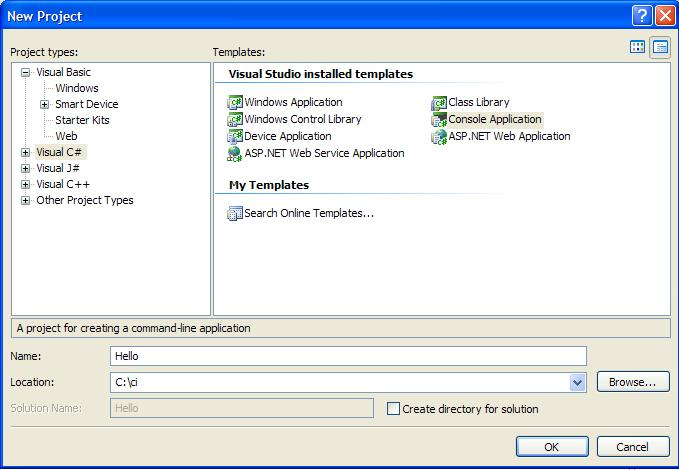 New Project
Project types:
Templates:
Visual Basic
Windows
Smart Device
Starter Kits
Web
Visual C#
Visual J#
Visual C++
Other Project Types
Visual Studio installed templates
Windows Application
Class Library
Windows Control Library
Console Application
Device Application
ASP.NET Web Application
ASP.NET Web Service Application
My Templates
Search Online Templates...
A project for creating a command-line application
Name:
Hello
Location:
C:\ci
Browse...
Solution Name:
Hello
Create directory for solution
OK
Cancel